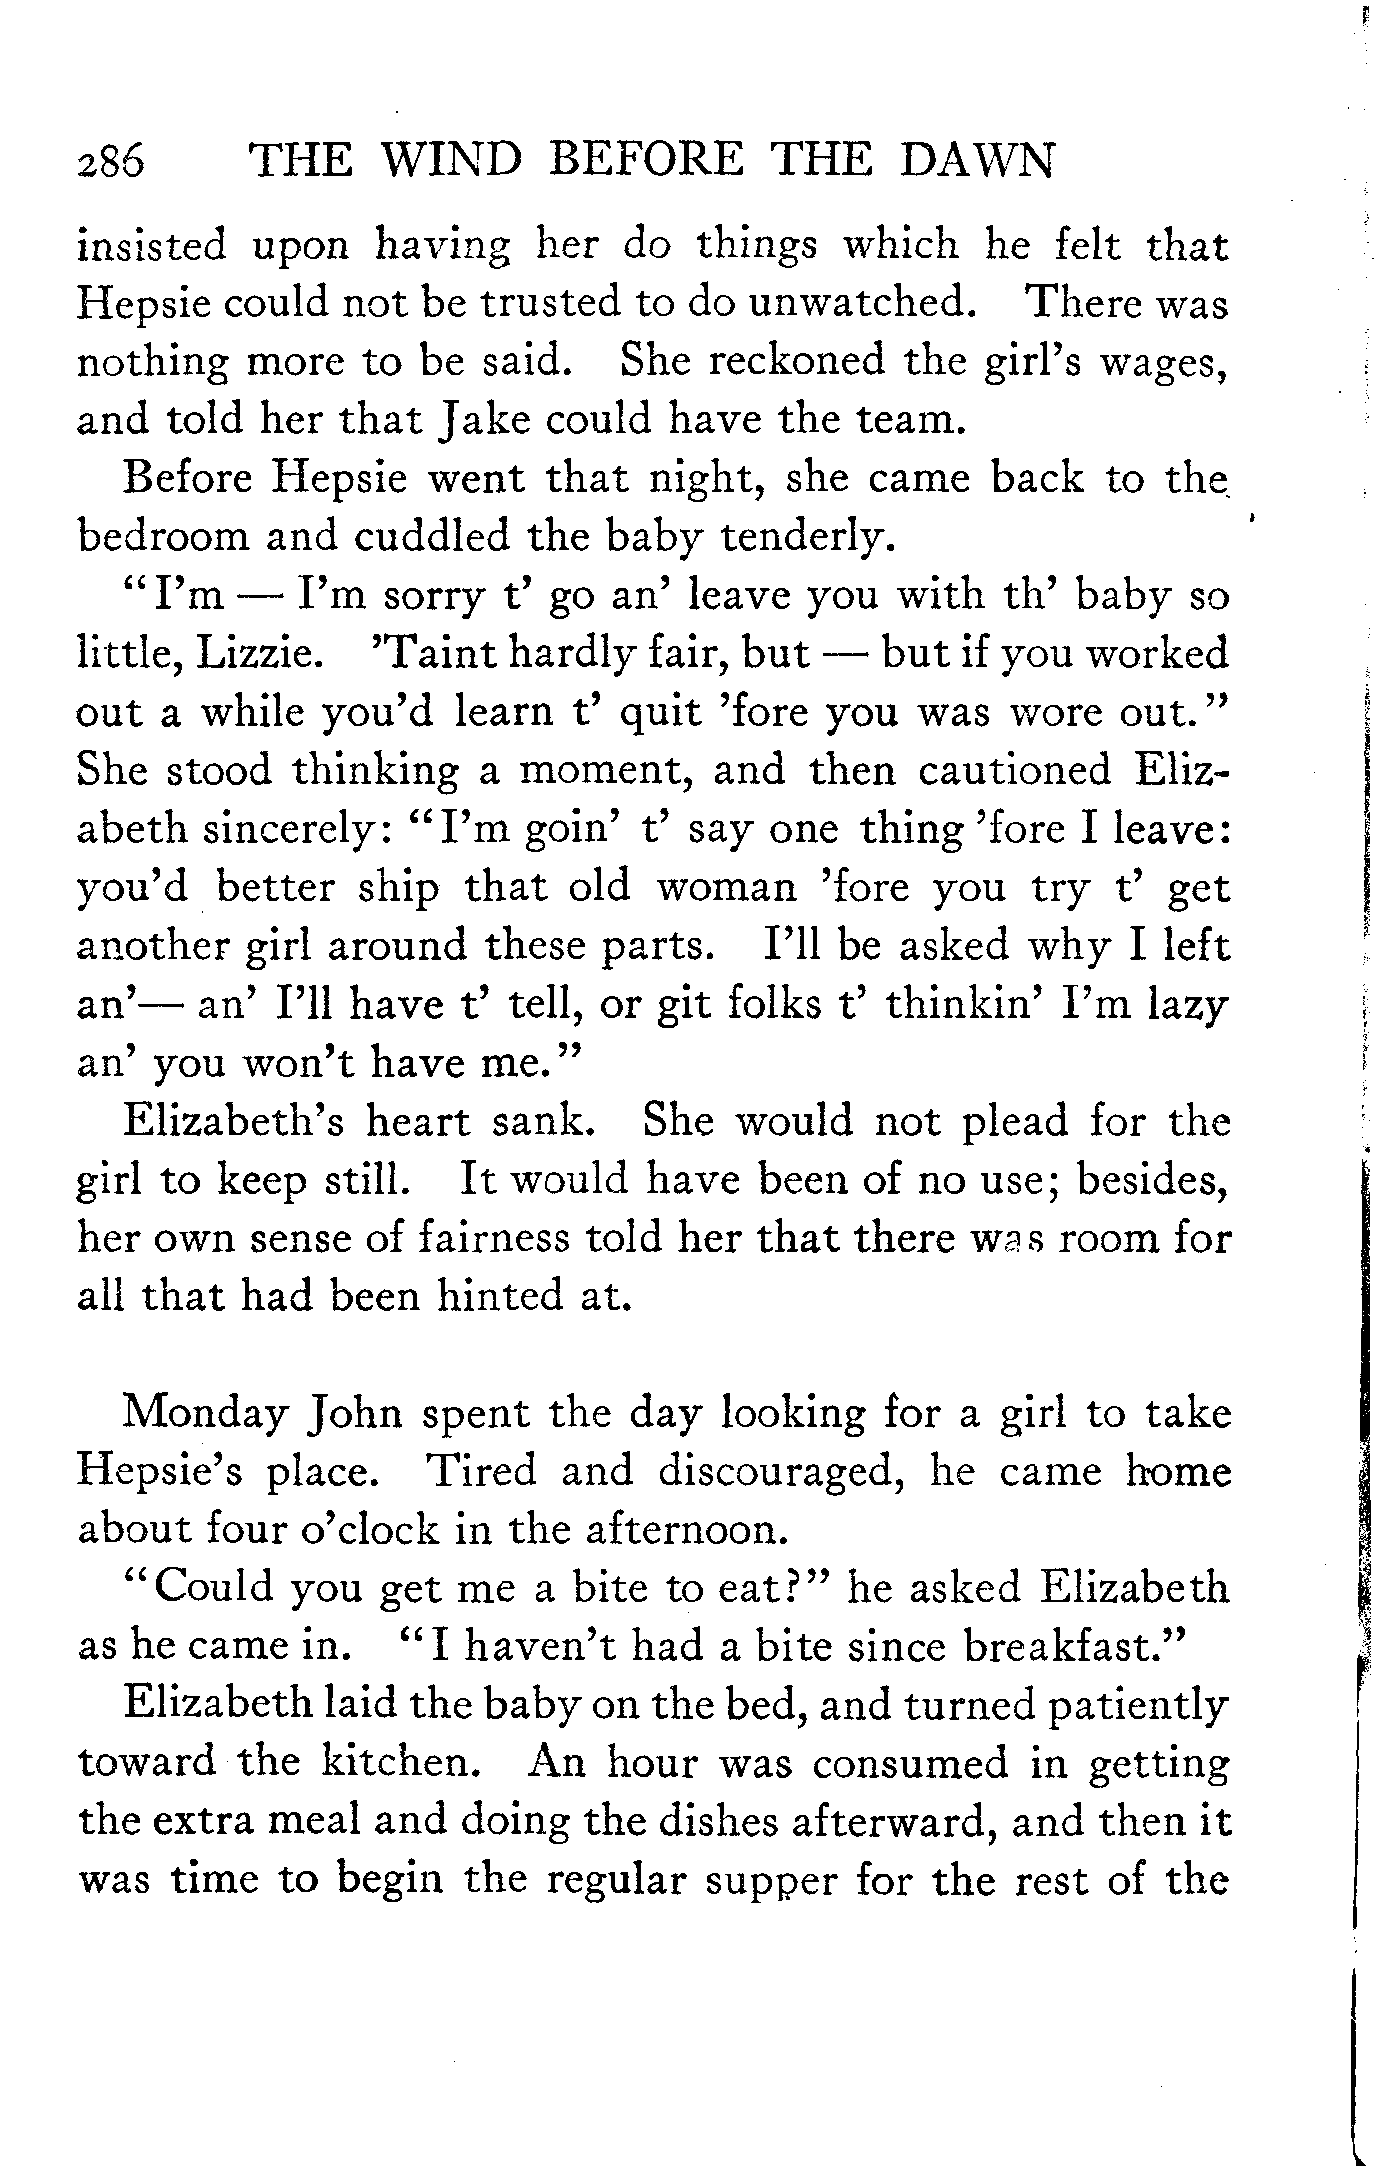 286 THE WIND BEFORE THE DAWN
insisted upon having her do things which he felt that
Hepsie could not be trusted to do unwatched. There was
nothing more to be said. She reckoned the girl's wages,
and told her that Jake could have the team.
Before Hepsie went that night, she came back to the
bedroom and cuddled the baby tenderly.
"I'm — I'm sorry t' go an' leave you with th' baby so
little, Lizzie. 'Taint hardly fair, but — but if you worked
out a while you'd learn t' quit 'fore you was wore out."
She stood thinking a moment, and then cautioned Eliz-
abeth sincerely: "I'm goin' t' say one thing 'fore I leave:
you'd better ship that old woman 'fore you try t' get
another girl around these parts. I'll be asked why I left
an'— an' I'll have t' tell, or git folks t' thinkin' I'm lazy
an' you won't have me."
Elizabeth's heart sank. She would not plead for the
girl to keep still. It would have been of no use; besides,
her own sense of fairness told her that there was room for
all that had been hinted at.
Monday John spent the day looking for a girl to take
Hepsie's place. Tired and discouraged, he came home
about four o'clock in the afternoon.
"Could you get me a bite to eat?" he asked Elizabeth
as he came in. "I haven't had a bite since breakfast."
Elizabeth laid the baby on the bed, and turned patiently
toward the kitchen. An hour was consumed in getting
the extra meal and doing the dishes afterward, and then it
was time to begin the regular supper for the rest of the